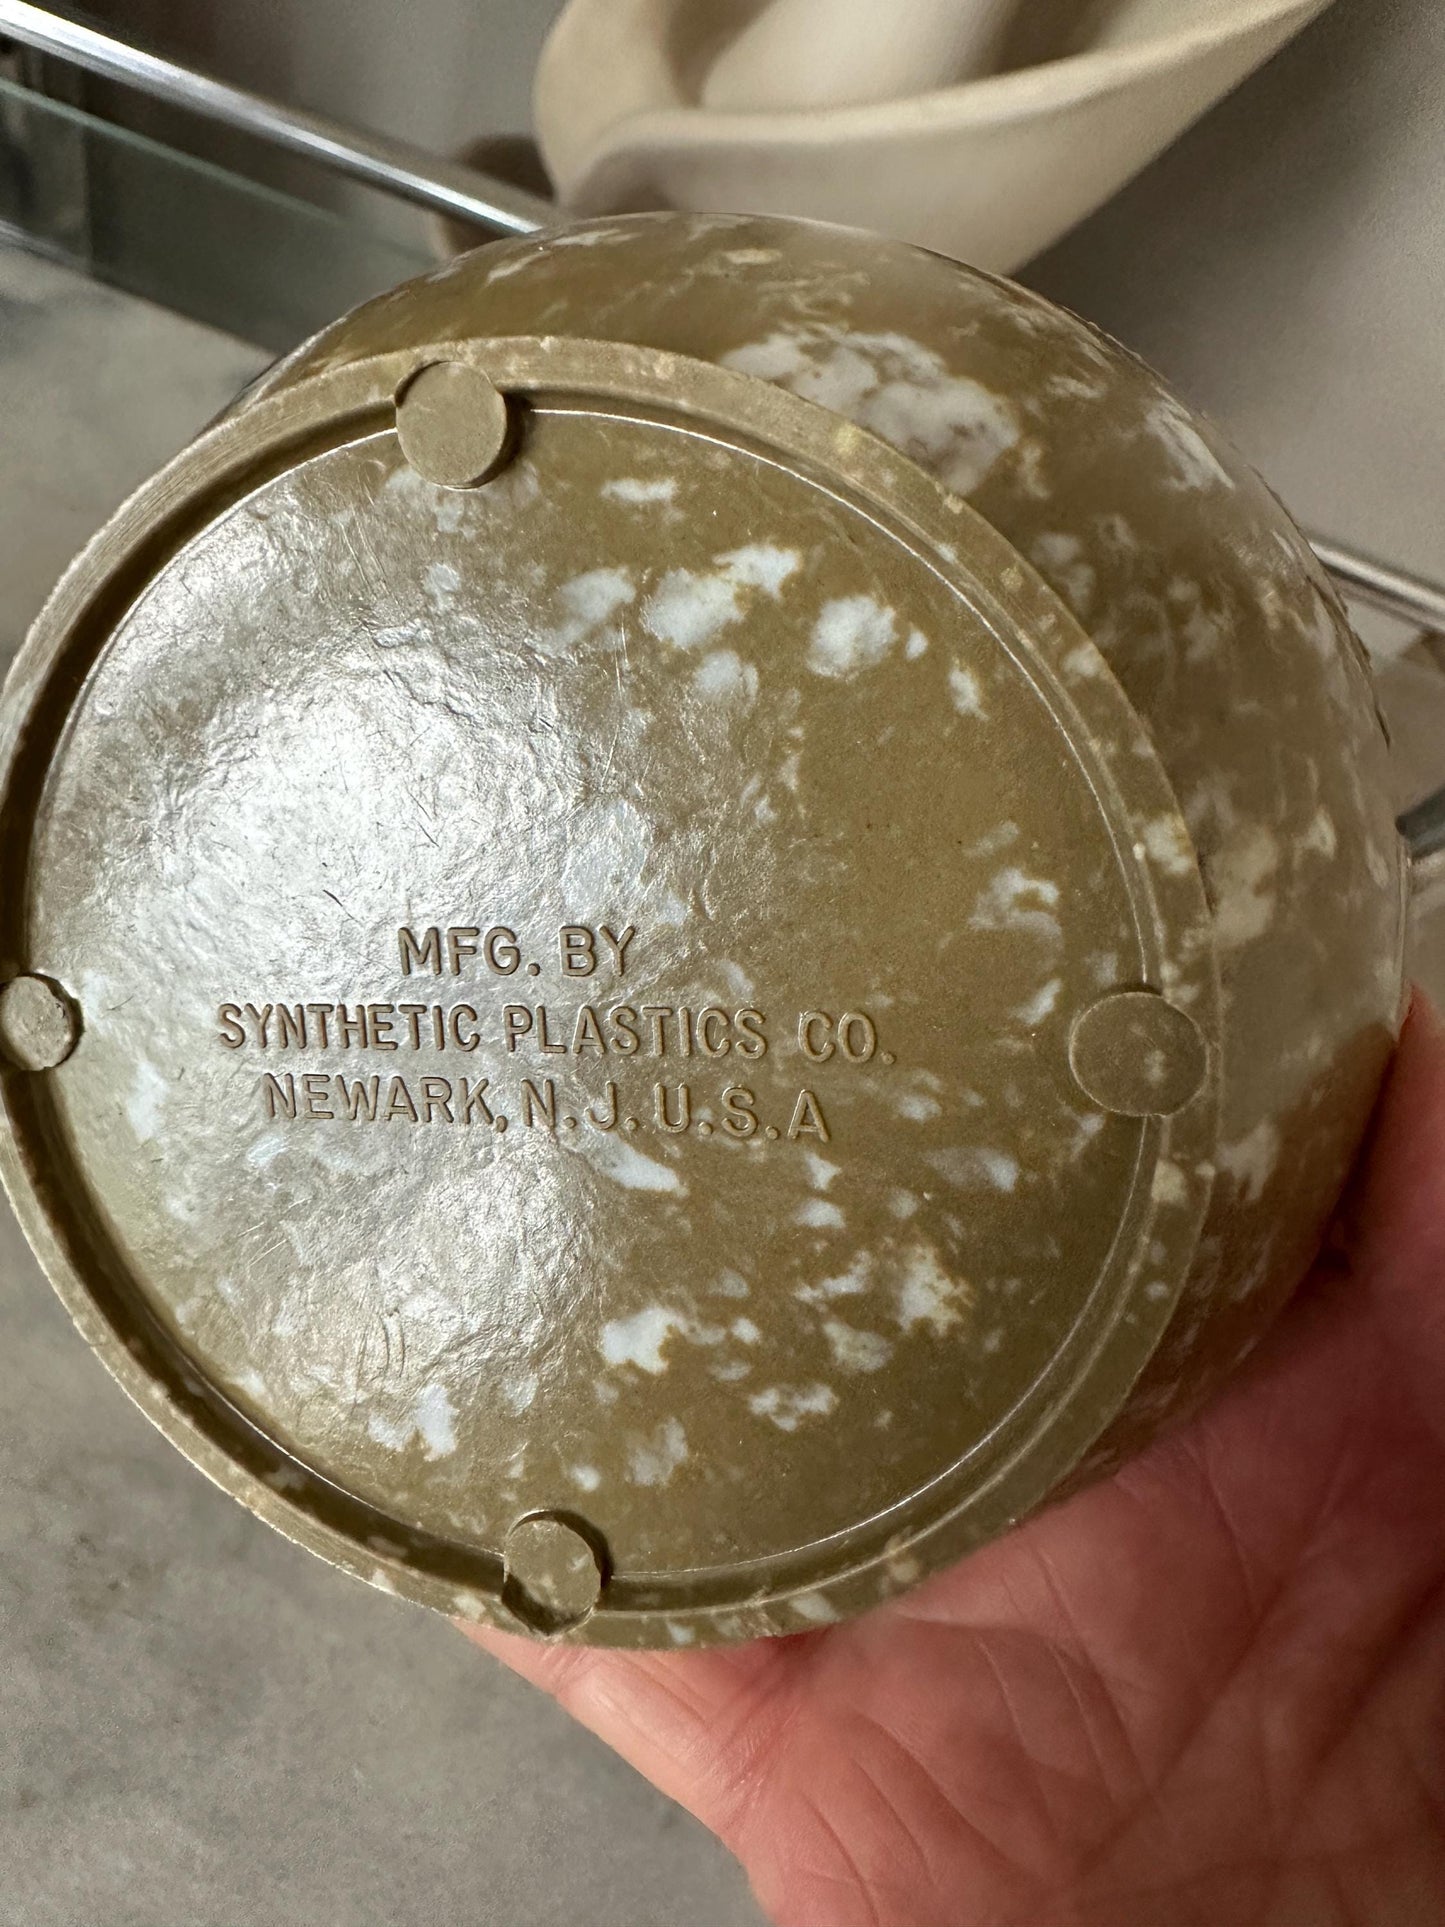 MFG. BY
SYNTHETIC PLASTICS CO.
NEWARK, N.J. U.S.A